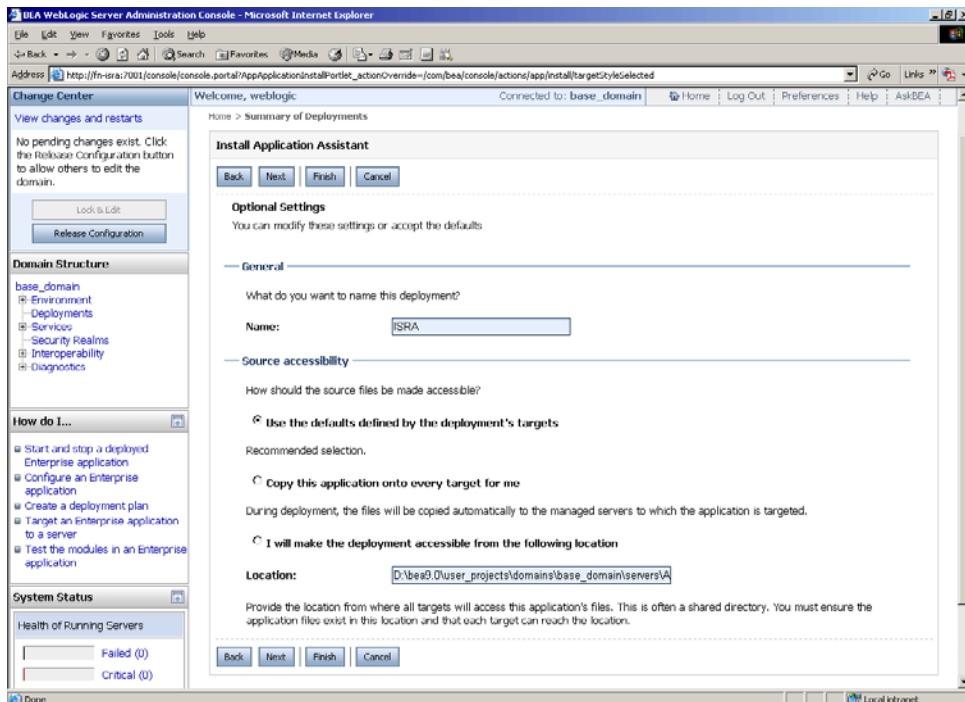 BEA WebLogic Server Administration Console - Microsoft Internet Explorer
File Edit View Favorites Tools Help
Back Search Favorites Media
Address http://fn-isra:7001/console/console.portal?AppApplicationInstallPortlet_actionOverride=/com/bea/console/actions/app/install/targetStyleSelected Go Links
Change Center
View changes and restarts
No pending changes exist. Click
the Release Configuration button
to allow others to edit the
domain.
Lock & Edit
Release Configuration
Domain Structure
base_domain
Environment
Deployments
Services
Security Realms
Interoperability
Diagnostics
How do I...
Start and stop a deployed
Enterprise application
Configure an Enterprise
application
Create a deployment plan
Target an Enterprise application
to a server
Test the modules in an Enterprise
application
System Status
Health of Running Servers
Failed (0)
Critical (0)
Welcome, weblogic
Connected to: base_domain
Home Log Out Preferences Help AskBEA
Home > Summary of Deployments
Install Application Assistant
Back Next Finish Cancel
Optional Settings
You can modify these settings or accept the defaults
General
What do you want to name this deployment?
Name: ISRA
Source accessibility
How should the source files be made accessible?
Use the defaults defined by the deployment's targets
Recommended selection.
Copy this application onto every target for me
During deployment, the files will be copied automatically to the managed servers to which the application is targeted.
I will make the deployment accessible from the following location
Location: D:\bea9.0\user_projects\domains\base_domain\servers\A
Provide the location from where all targets will access this application's files. This is often a shared directory. You must ensure the
application files exist in this location and that each target can reach the location.
Back Next Finish Cancel
Done
Local intranet